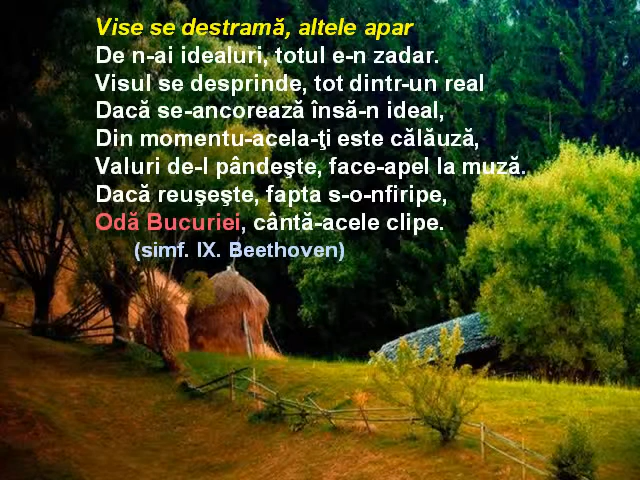 Vise se destramă, altele apar
De n-ai idealuri, totul e-n zadar.
Visul se desprinde, tot dintr-un real
Dacă se-ancorează însă-n ideal,
Din momentu-acela-ţi este călăuză,
Valuri de-l pândeşte, face-apel la muză.
Dacă reuşeşte, fapta s-o-nfiripe,
Odă Bucuriei, cântă-acele clipe.
(simf. IX. Beethoven)